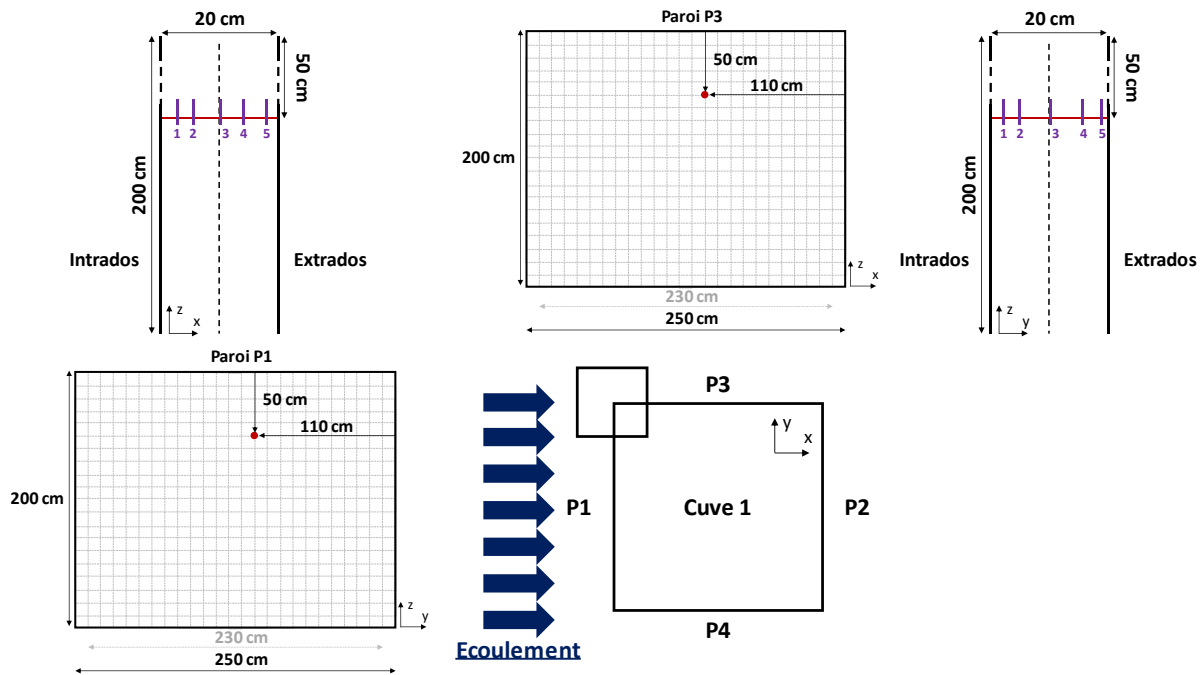 20 cm
50 cm
1 2 3 4 5
200 cm
Intrados
Extrados
z
x
Paroi P3
50 cm
110 cm
200 cm
z
x
230 cm
250 cm
20 cm
50 cm
1 2 3 4 5
200 cm
Intrados
Extrados
z
y
Paroi P1
50 cm
110 cm
200 cm
z
y
230 cm
250 cm
P3
y
x
P1
Cuve 1
P2
P4
Ecoulement